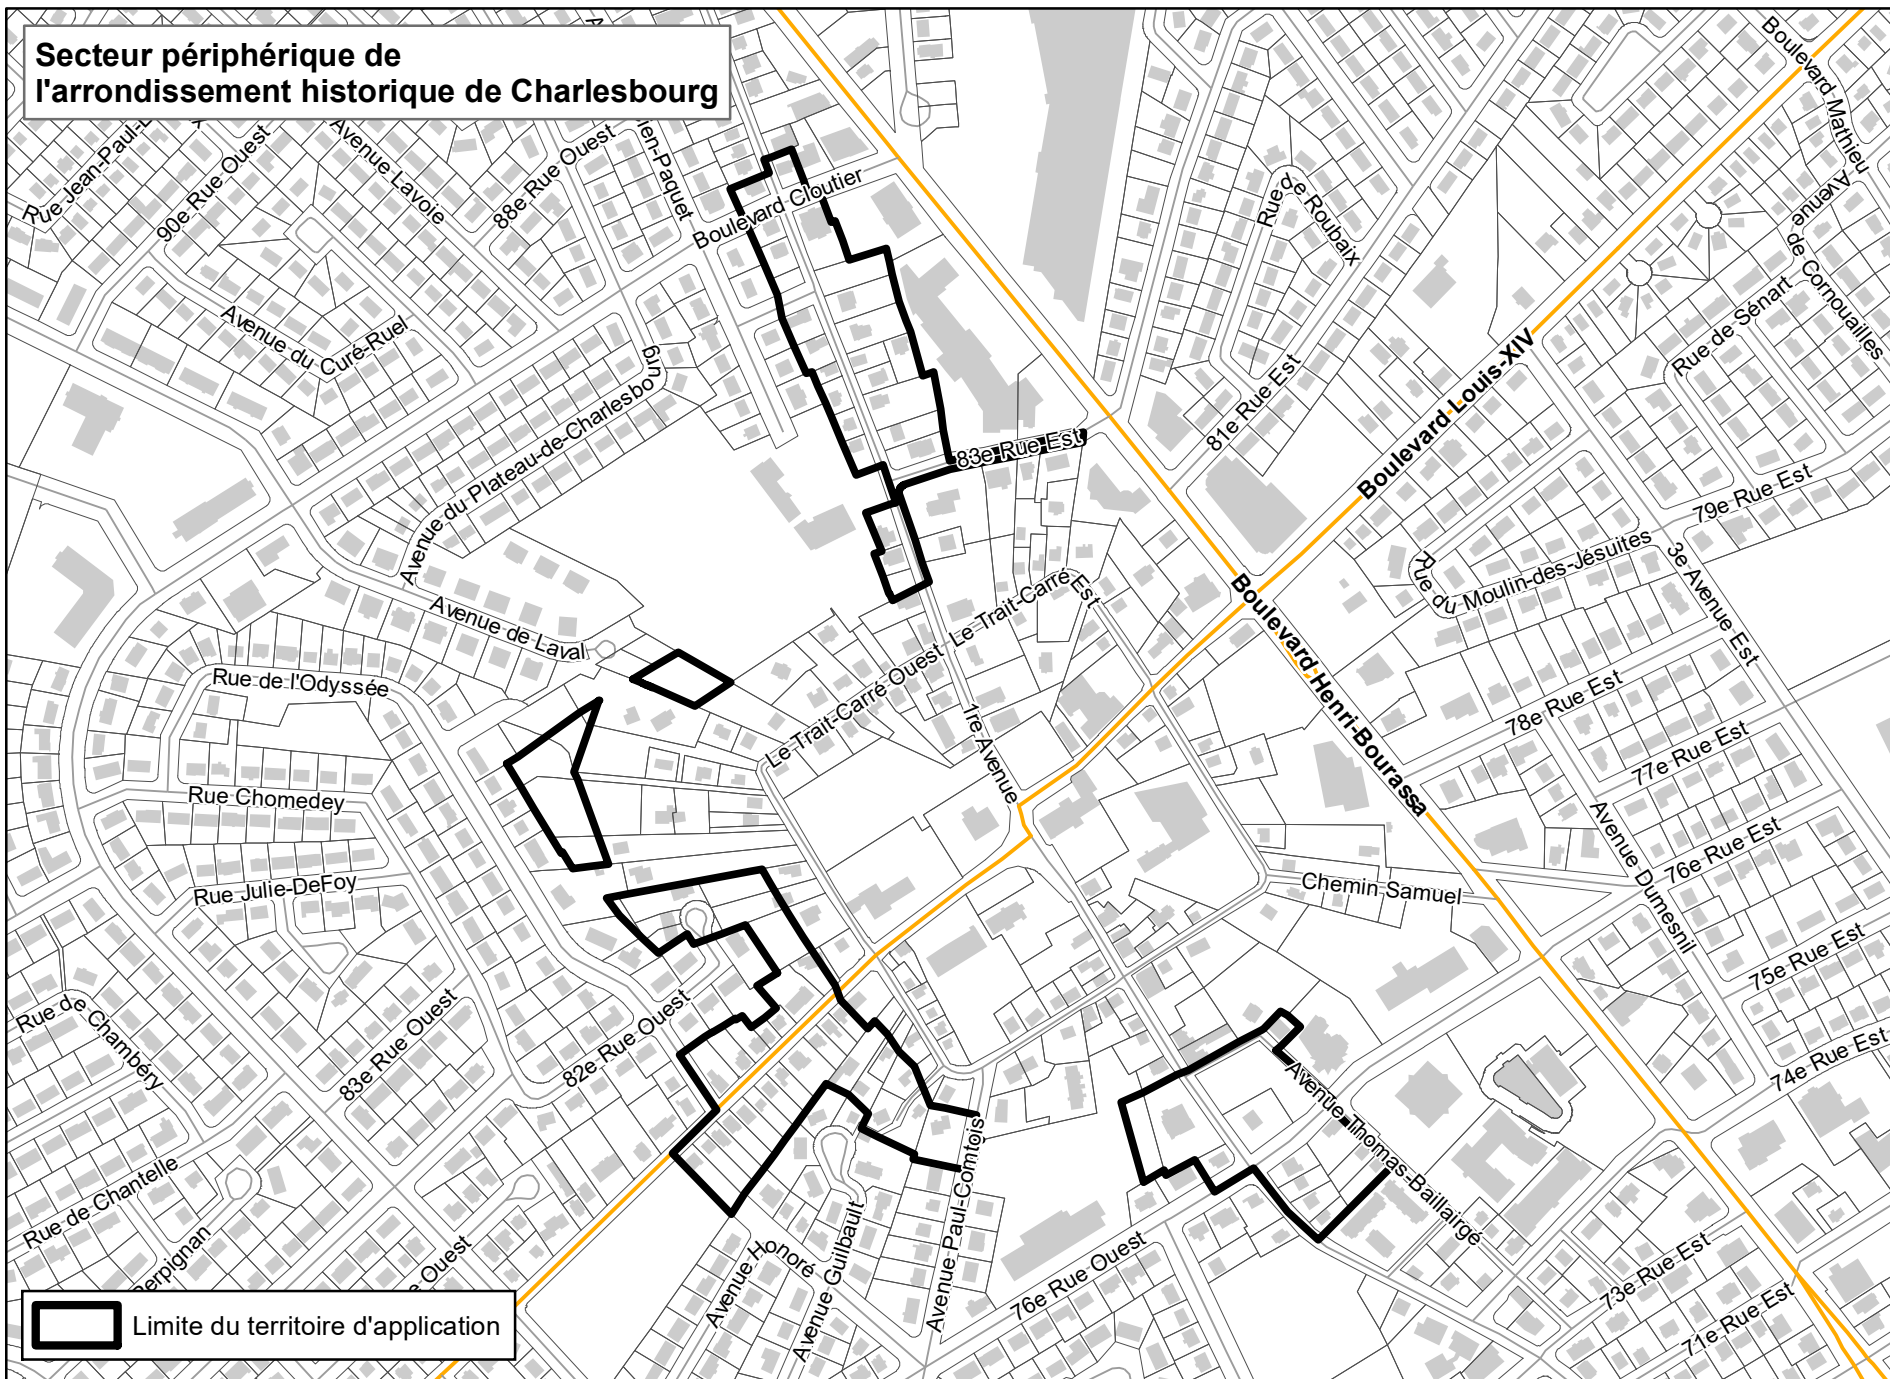 Secteur périphérique de
l'arrondissement historique de Charlesbourg
Boulevard Mathieu
Rue Jean-Paul-
90e Rue Ouest
Avenue Lavoie
88e Rue Ouest
ien-Paquet
Boulevard Cloutier
Rue de Roubaix
Avenue de Cornouailles
Rue de Sénart
Avenue du Curé-Ruel
Avenue du Plateau-de-Charlesbourg
81e Rue Est
Boulevard Louis-XIV
83e Rue Est
79e Rue Est
Rue du Moulin-des-Jésuites
3e Avenue Est
Avenue de Laval
Le Trait-Carré Est
Le Trait-Carré Ouest
Boulevard Henri-Bourassa
Rue de l'Odyssée
1re Avenue
78e Rue Est
77e Rue Est
Rue Chomedey
76e Rue Est
Avenue Dumesnil
Rue Julie-DeFoy
Chemin Samuel
75e Rue Est
Rue de Chambéry
83e Rue Ouest
82e Rue Ouest
74e Rue Est
Avenue Thomas-Baillairgé
Rue de Chantelle
Avenue Paul-Comtois
Avenue Guilbault
Avenue Honoré
76e Rue Ouest
73e Rue Est
71e Rue Est
erpignan
e Ouest
Limite du territoire d'application